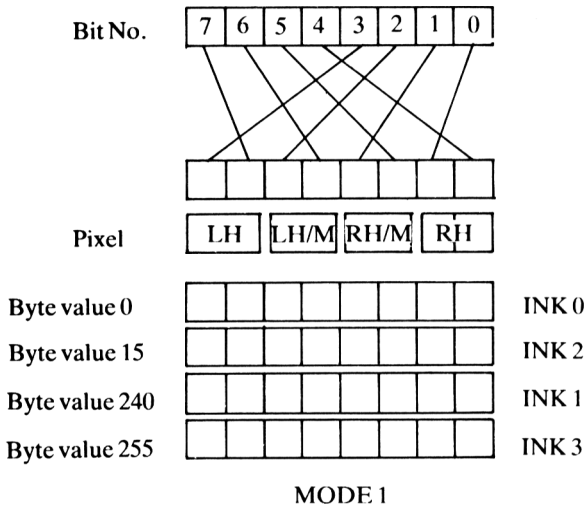 Bit No. 7 6 5 4 3 2 1 0
Pixel LH LH/M RH/M RH
Byte value 0 INK 0
Byte value 15 INK 2
Byte value 240 INK 1
Byte value 255 INK 3
MODE 1